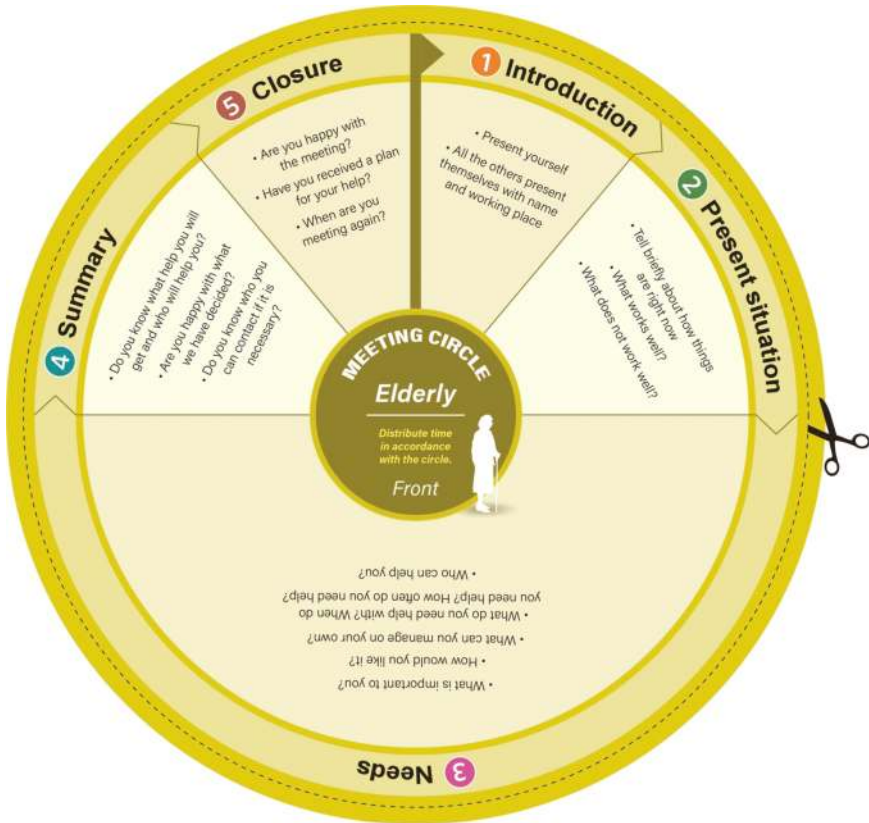 MEETING CIRCLE
Elderly
Distribute time
in accordance
with the circle.
Front
1 Introduction
• Present yourself
• All the others present
themselves with name
and working place
2 Present situation
• Tell briefly about how things
are right now
• What works well?
• What does not work well?
3 Needs
• What is important to you?
• How would you like it?
• What can you manage on your own?
• What do you need help with? When do
you need help? How often do you need help?
• Who can help you?
4 Summary
• Do you know what help you will
get and who will help you?
• Are you happy with what
we have decided?
• Do you know who you
can contact if it is
necessary?
5 Closure
• Are you happy with
the meeting?
• Have you received a plan
for your help?
• When are you
meeting again?